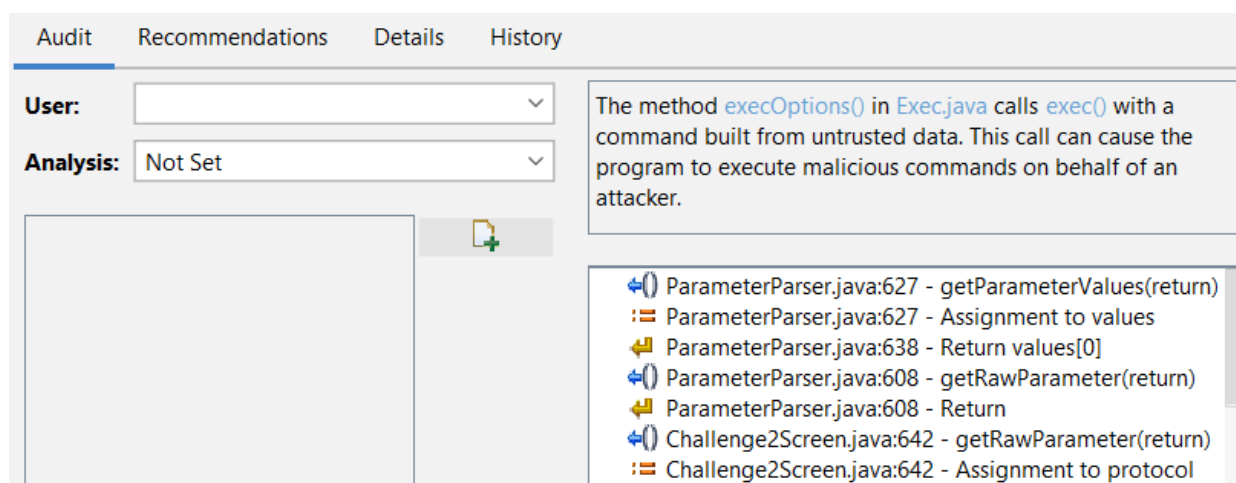 Audit Recommendations Details History
User:
Analysis: Not Set
The method execOptions() in Exec.java calls exec() with a
command built from untrusted data. This call can cause the
program to execute malicious commands on behalf of an
attacker.
ParameterParser.java:627 - getParameterValues(return)
ParameterParser.java:627 - Assignment to values
ParameterParser.java:638 - Return values[0]
ParameterParser.java:608 - getRawParameter(return)
ParameterParser.java:608 - Return
Challenge2Screen.java:642 - getRawParameter(return)
Challenge2Screen.java:642 - Assignment to protocol